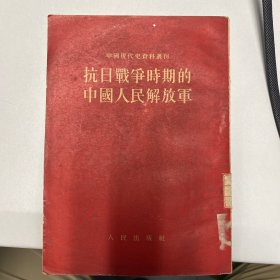 中國現代史資料叢刊
抗日戰爭時期的
中國人民解放軍
人民出版社